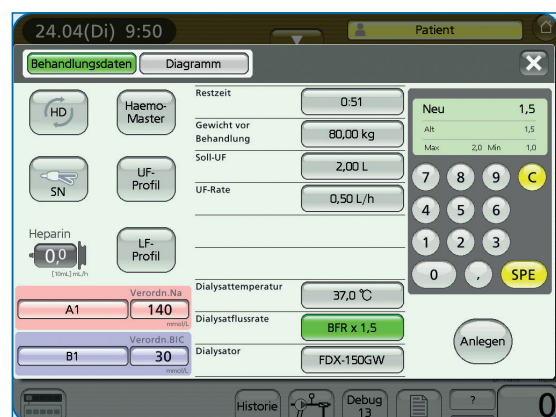 24.04(Di) 9:50
Patient
Behandlungsdaten
Diagramm
HD
Haemo-
Master
SN
UF-
Profil
Heparin
0,0
[10mL] mL/h
LF-
Profil
Verordn.Na
A1
140
mmol/L
Verordn.BIC
B1
30
mmol/L
Restzeit
0:51
Gewicht vor
Behandlung
80,00 kg
Soll-UF
2,00 L
UF-Rate
0,50 L/h
Dialysattemperatur
37,0 °C
Dialysatflussrate
BFR x 1,5
Dialysator
FDX-150GW
Neu 1,5
Alt 1,5
Max 2,0 Min 1,0
7 8 9 C
4 5 6
1 2 3
0 , SPE
Anlegen
Historie
Debug
13
?
0